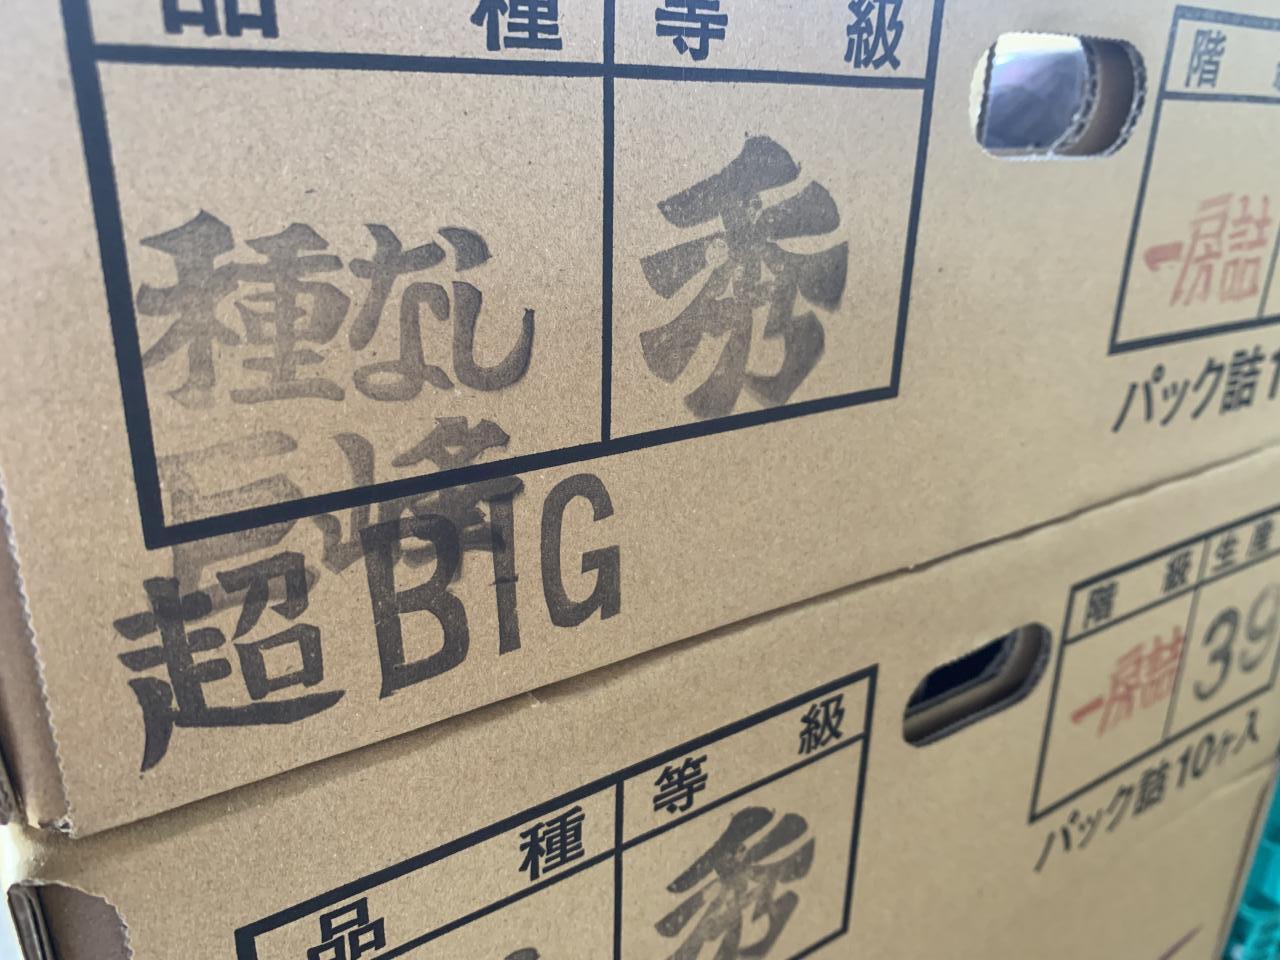 品種 等級
種なし 秀
巨峰
超BIG
階
一房詰
パック詰1
階級 生産
一房詰 39
パック詰10ヶ入
品種 等級
秀